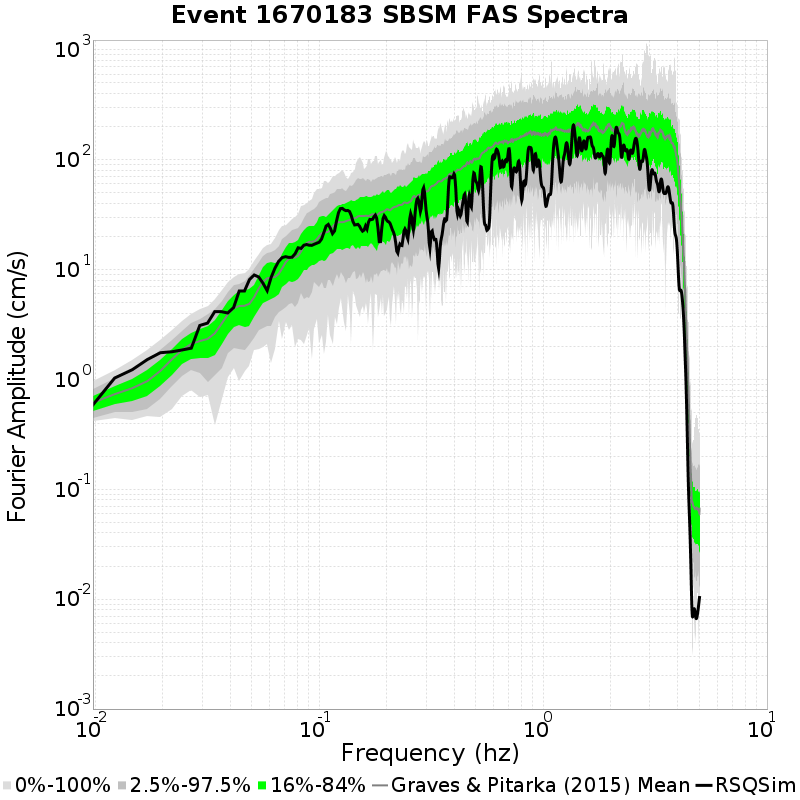 Event 1670183 SBSM FAS Spectra
10^3
10^2
10^1
10^0
10^-1
10^-2
10^-3
Fourier Amplitude (cm/s)
10^-2 10^-1 10^0 10^1
Frequency (hz)
0%-100% 2.5%-97.5% 16%-84% Graves & Pitarka (2015) Mean RSQSim